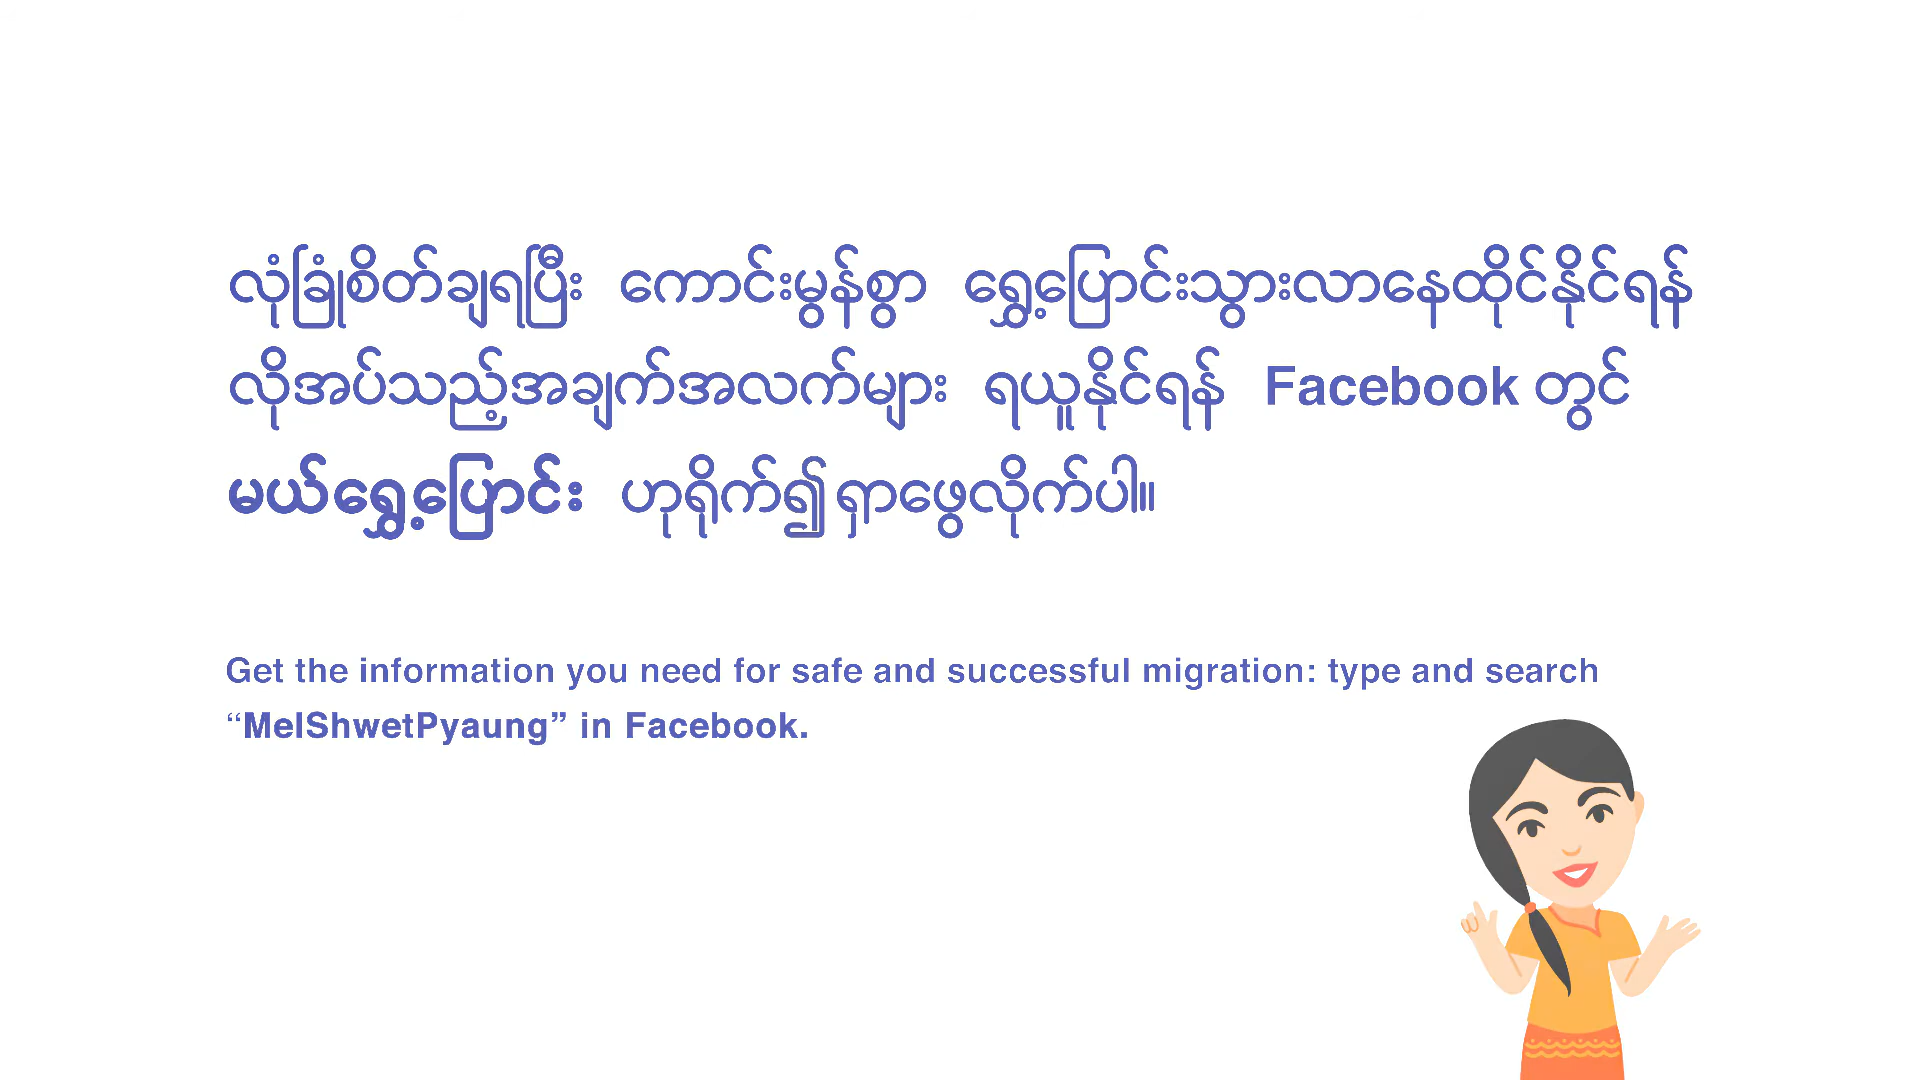 လုံခြုံစိတ်ချရပြီး ကောင်းမွန်စွာ ရွှေ့ပြောင်းသွားလာနေထိုင်နိုင်ရန်
လိုအပ်သည့်အချက်အလက်များ ရယူနိုင်ရန် Facebook တွင်
မယ်ရွှေ့ပြောင်း ဟုရိုက်၍ရှာဖွေလိုက်ပါ။
Get the information you need for safe and successful migration: type and search
“MelShwetPyaung” in Facebook.